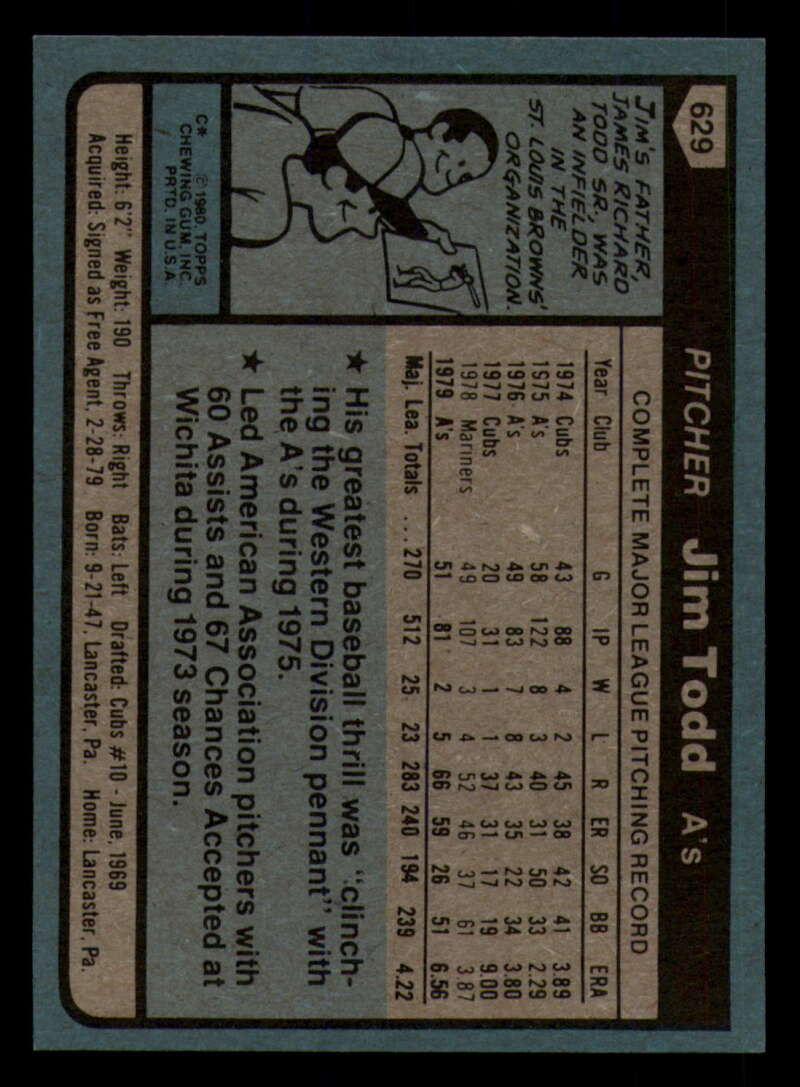 629
PITCHER Jim Todd A's
JIM'S FATHER,
JAMES RICHARD
TODD SR., WAS
AN INFIELDER
IN THE
ST. LOUIS BROWNS'
ORGANIZATION.
C* © 1980, TOPPS
CHEWING GUM, INC.
PRTD. IN U.S.A.
COMPLETE MAJOR LEAGUE PITCHING RECORD
Year Club G IP W L R ER SO BB ERA
1974 Cubs 43 88 4 2 45 38 42 41 3.89
1975 A's 58 122 8 3 40 31 50 33 2.29
1976 A's 49 83 7 8 43 35 22 34 3.80
1977 Cubs 20 31 1 1 37 31 17 19 9.00
1978 Mariners 49 107 3 4 52 46 37 61 3.87
1979 A's 51 81 2 5 66 59 26 51 6.56
Maj. Lea. Totals ... 270 512 25 23 283 240 194 239 4.22
★ His greatest baseball thrill was "clinch-
ing the Western Division pennant" with
the A's during 1975.
★ Led American Association pitchers with
60 Assists and 67 Chances Accepted at
Wichita during 1973 season.
Height: 6'2" Weight: 190 Throws: Right Bats: Left Drafted: Cubs #10 - June, 1969
Acquired: Signed as Free Agent, 2-28-79 Born: 9-21-47, Lancaster, Pa. Home: Lancaster, Pa.